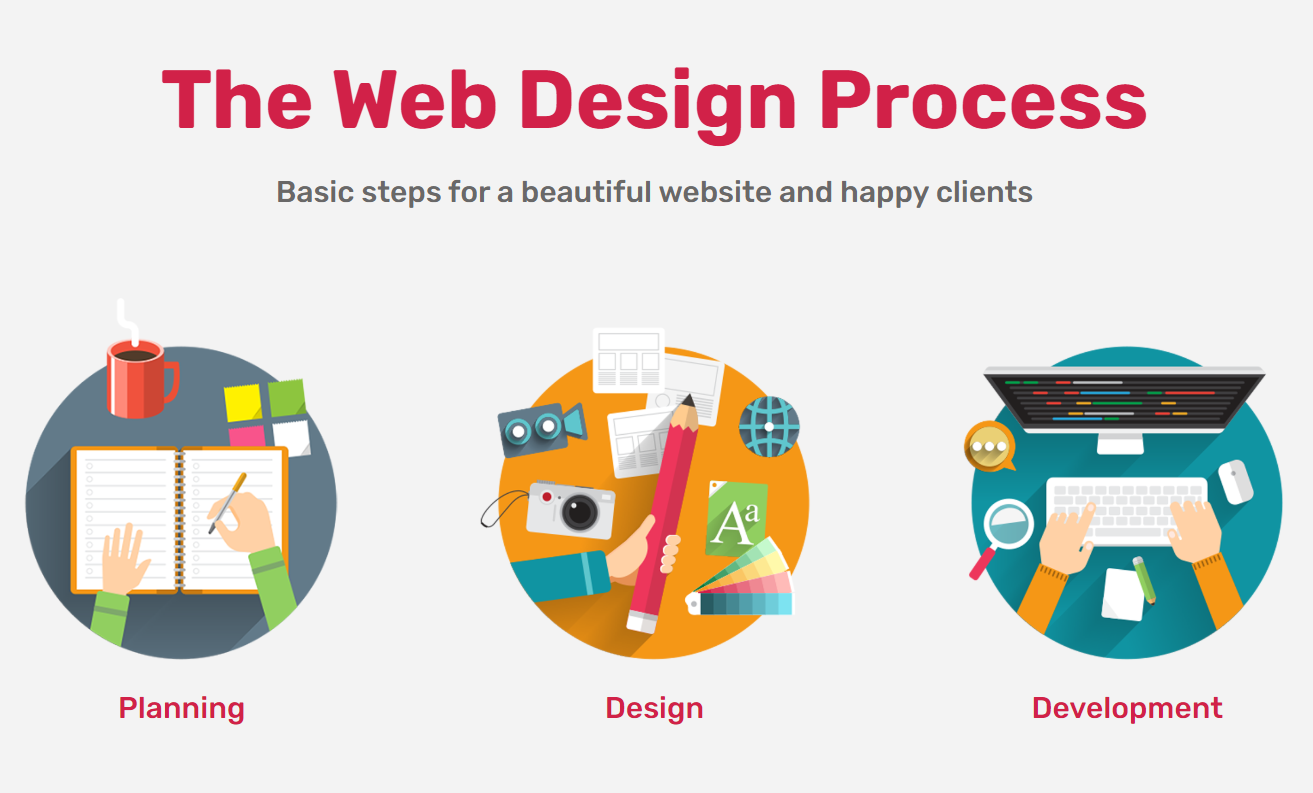 The Web Design Process
Basic steps for a beautiful website and happy clients
Aa
Planning
Design
Development